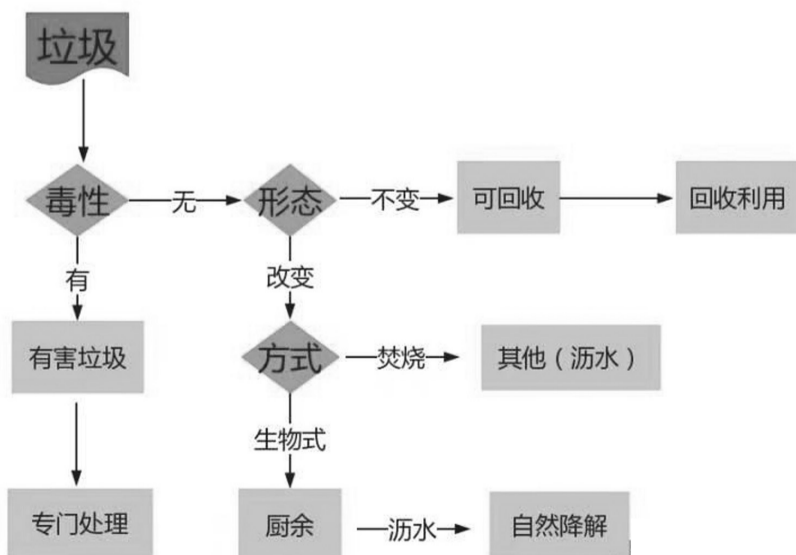 垃圾
毒性
无
形态
不变
可回收
回收利用
有
改变
有害垃圾
方式
焚烧
其他（沥水）
生物式
专门处理
厨余
沥水
自然降解